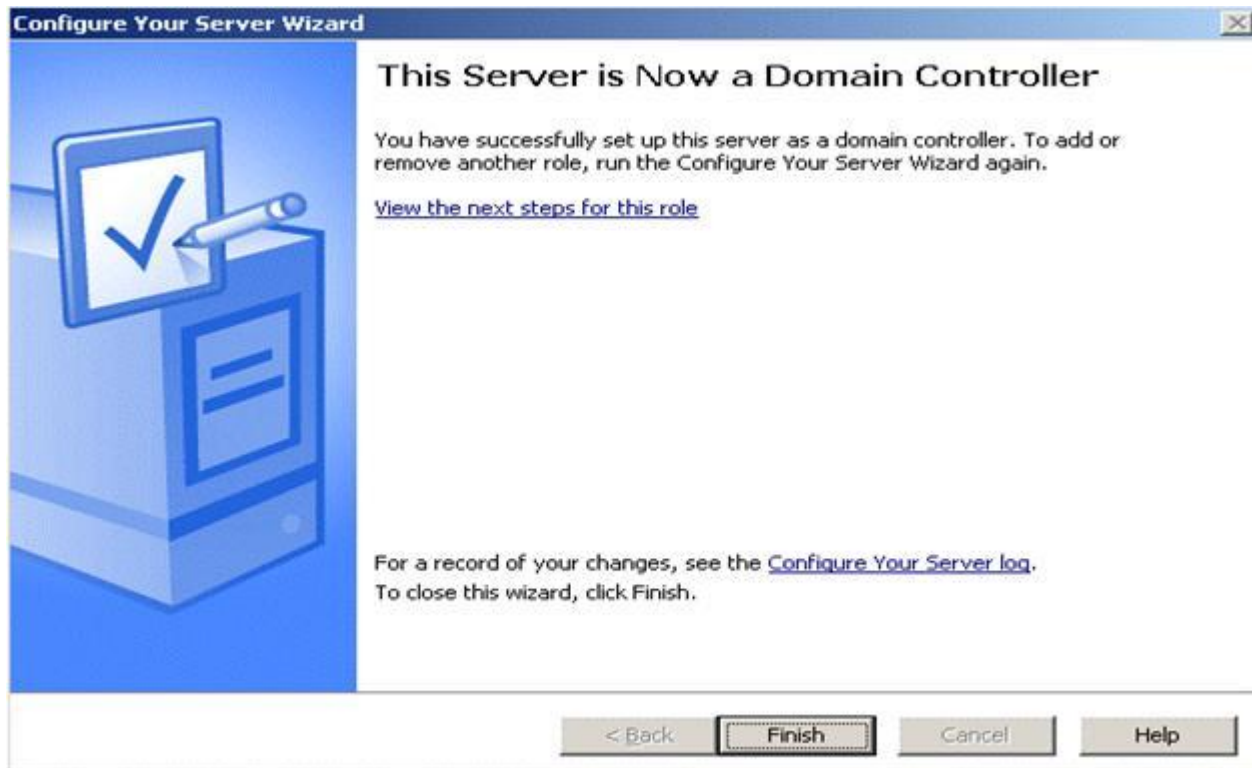 Configure Your Server Wizard
This Server is Now a Domain Controller
You have successfully set up this server as a domain controller. To add or
remove another role, run the Configure Your Server Wizard again.
View the next steps for this role
For a record of your changes, see the Configure Your Server log.
To close this wizard, click Finish.
< Back
Finish
Cancel
Help